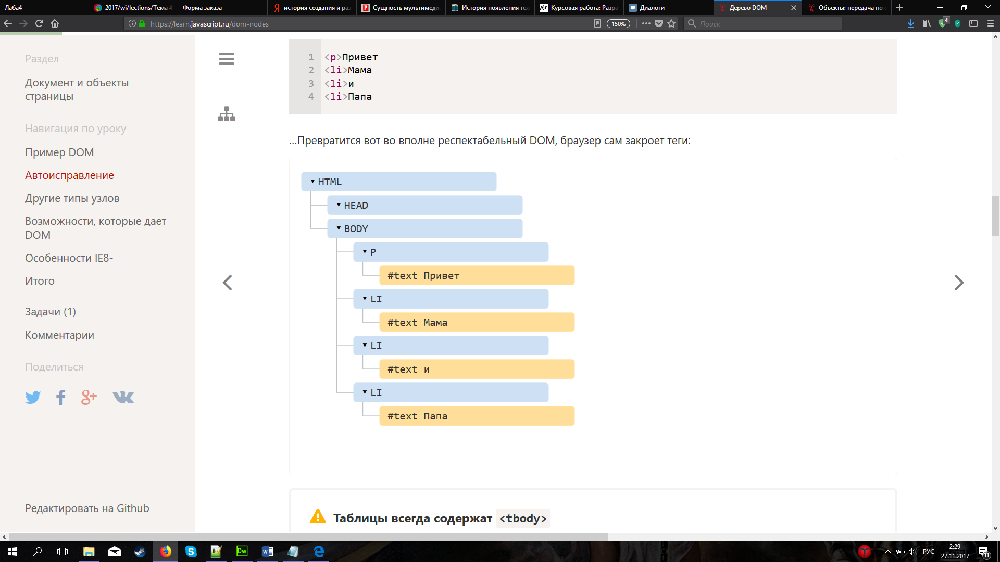 Лаба4
2017/wi/lections/Тема 4
Форма заказа
история создания и раз
Сущность мультимеди
История появления тех
Курсовая работа: Разра
Диалоги
Дерево DOM
Объекты: передача по с
https://learn.javascript.ru/dom-nodes
150%
Поиск
4
Раздел
Документ и объекты
страницы
Навигация по уроку
Пример DOM
Автоисправление
Другие типы узлов
Возможности, которые дает
DOM
Особенности IE8-
Итого
Задачи (1)
Комментарии
Поделиться
Редактировать на Github
1 <p>Привет
2 <li>Мама
3 <li>и
4 <li>Папа
…Превратится вот во вполне респектабельный DOM, браузер сам закроет теги:
▾ HTML
▾ HEAD
▾ BODY
▾ P
#text Привет
▾ LI
#text Мама
▾ LI
#text и
▾ LI
#text Папа
Таблицы всегда содержат <tbody>
Dw
РУС
2:29
27.11.2017
11